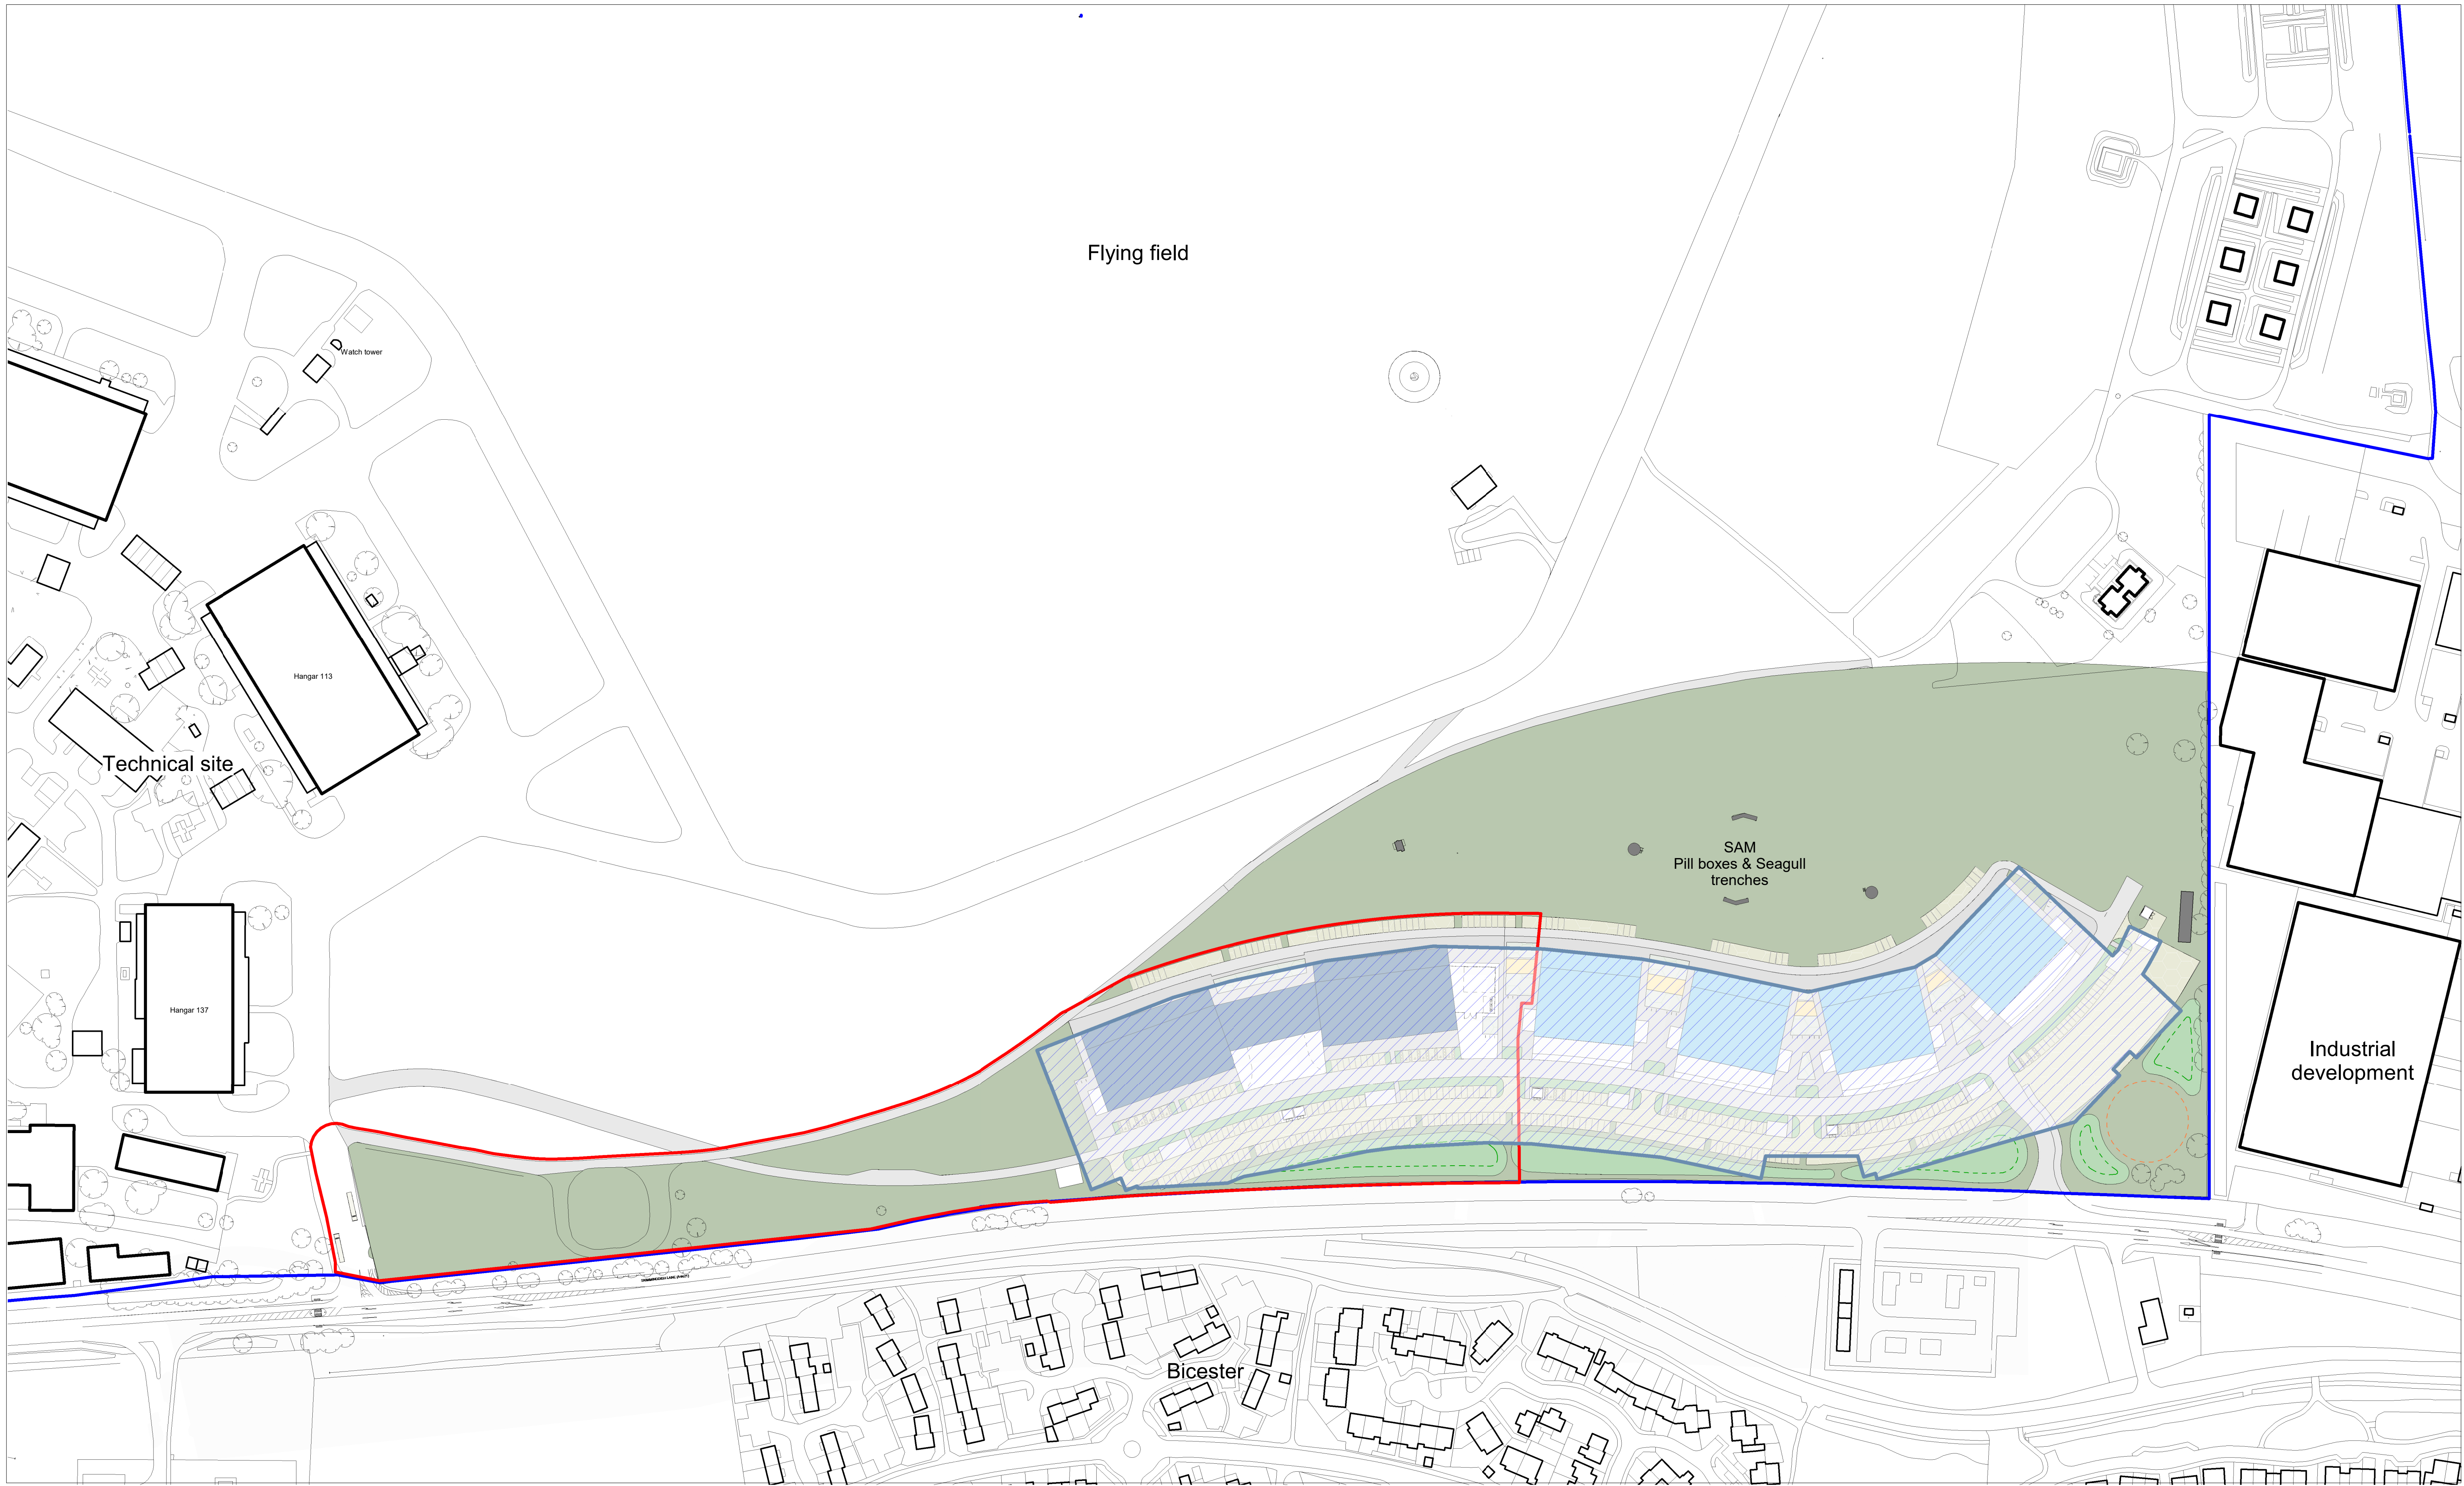 Flying field
Watch tower
Hangar 113
Technical site
SAM
Pill boxes & Seagull
trenches
Hangar 137
Industrial
development
Bicester